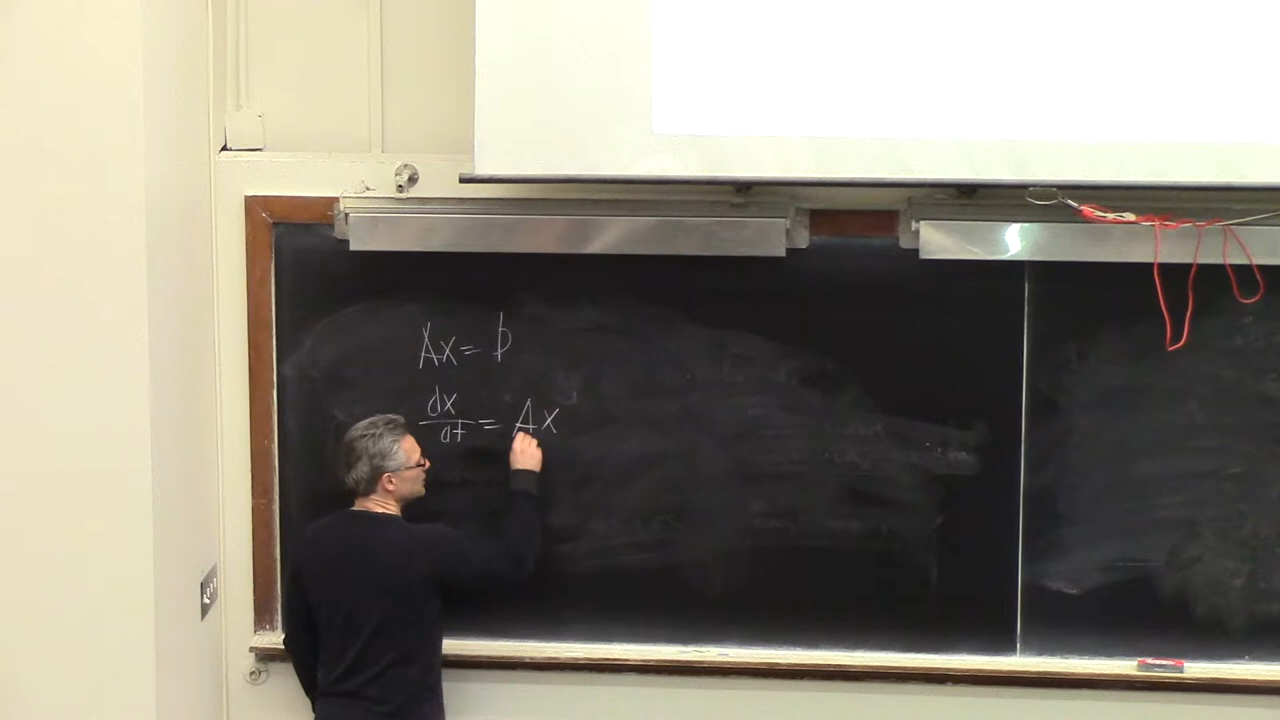 Ax = b
dx/dt = Ax